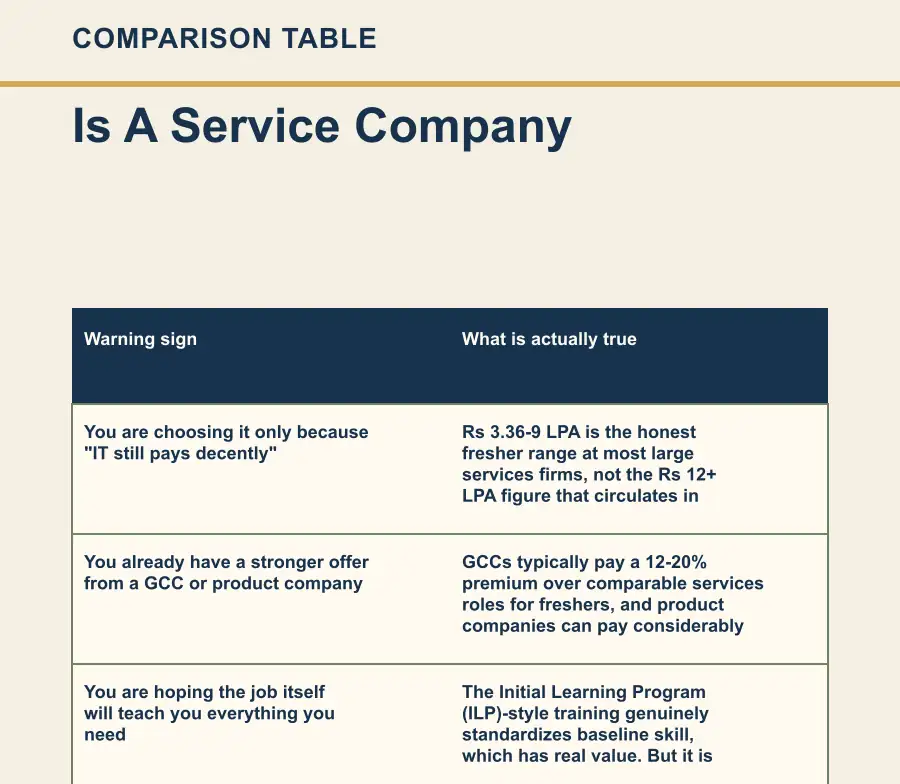 COMPARISON TABLE
Is A Service Company
Warning sign
What is actually true
You are choosing it only because
"IT still pays decently"
Rs 3.36-9 LPA is the honest
fresher range at most large
services firms, not the Rs 12+
LPA figure that circulates in
You already have a stronger offer
from a GCC or product company
GCCs typically pay a 12-20%
premium over comparable services
roles for freshers, and product
companies can pay considerably
You are hoping the job itself
will teach you everything you
need
The Initial Learning Program
(ILP)-style training genuinely
standardizes baseline skill,
which has real value. But it is